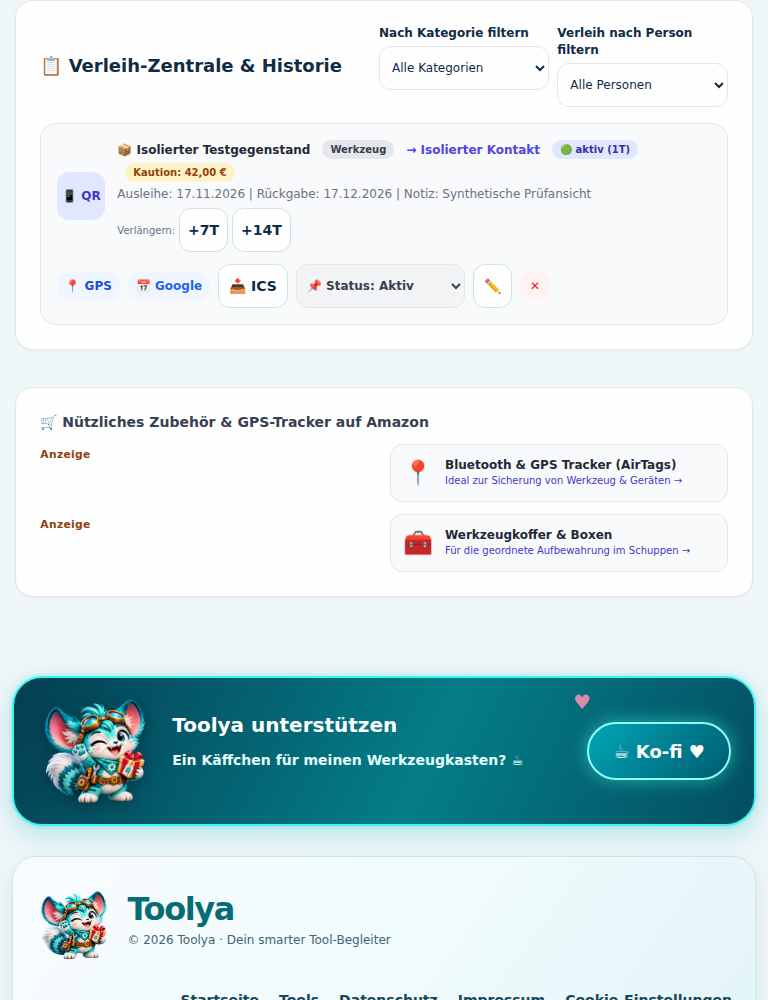 📋 Verleih-Zentrale & Historie
Nach Kategorie filtern
Alle Kategorien
Verleih nach Person
filtern
Alle Personen
📱 QR
📦 Isolierter Testgegenstand Werkzeug → Isolierter Kontakt 🟢 aktiv (1T)
Kaution: 42,00 €
Ausleihe: 17.11.2026 | Rückgabe: 17.12.2026 | Notiz: Synthetische Prüfansicht
Verlängern: +7T +14T
📍 GPS 📅 Google 📤 ICS 📌 Status: Aktiv ✏️ ✕
🛒 Nützliches Zubehör & GPS-Tracker auf Amazon
Anzeige
📍 Bluetooth & GPS Tracker (AirTags)
Ideal zur Sicherung von Werkzeug & Geräten →
Anzeige
🧰 Werkzeugkoffer & Boxen
Für die geordnete Aufbewahrung im Schuppen →
Toolya unterstützen
Ein Käffchen für meinen Werkzeugkasten? ☕
☕ Ko-fi ♥
Toolya
© 2026 Toolya · Dein smarter Tool-Begleiter
Startseite Tools Datenschutz Impressum Cookie-Einstellungen